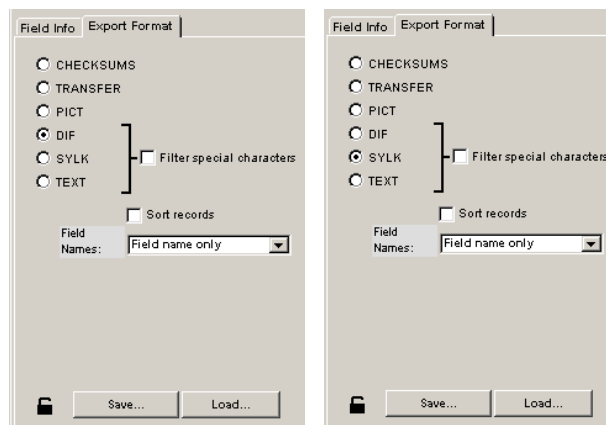 Field Info Export Format
CHECKSUMS
TRANSFER
PICT
DIF
SYLK
TEXT
Filter special characters
Sort records
Field
Names:
Field name only
Save... Load...
Field Info Export Format
CHECKSUMS
TRANSFER
PICT
DIF
SYLK
TEXT
Filter special characters
Sort records
Field
Names:
Field name only
Save... Load...